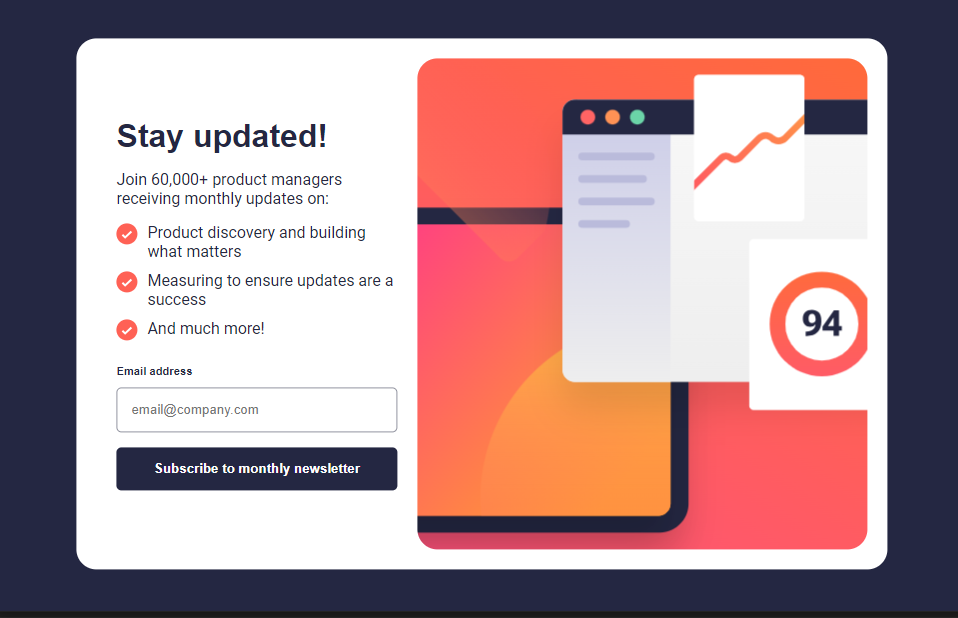 Stay updated!
Join 60,000+ product managers
receiving monthly updates on:
Product discovery and building
what matters
Measuring to ensure updates are a
success
And much more!
Email address
email@company.com
Subscribe to monthly newsletter
94